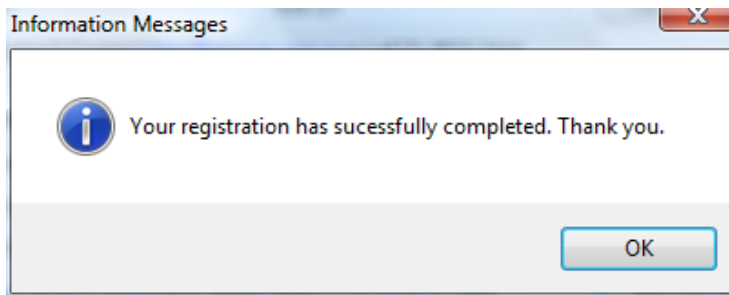 Information Messages
Your registration has sucessfully completed. Thank you.
OK